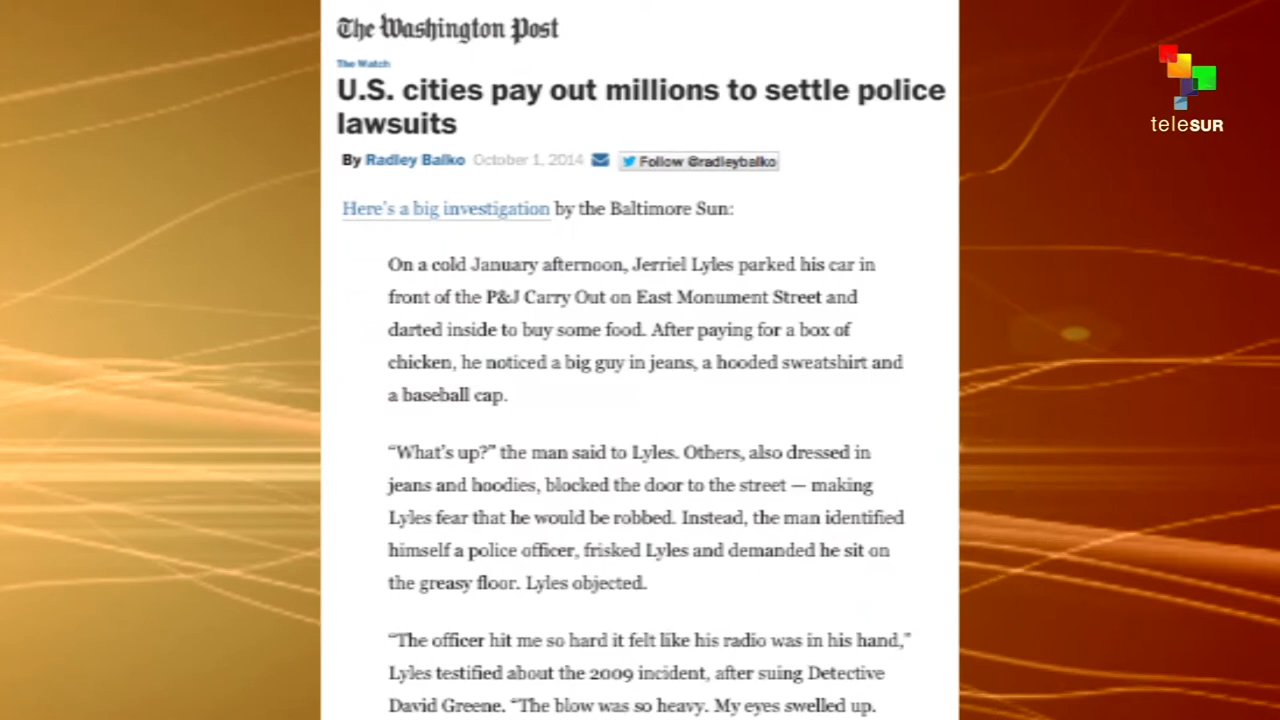 The Washington Post
The Watch
U.S. cities pay out millions to settle police
lawsuits
By Radley Balko October 1, 2014 Follow @radleybalko
Here's a big investigation by the Baltimore Sun:
On a cold January afternoon, Jerriel Lyles parked his car in
front of the P&J Carry Out on East Monument Street and
darted inside to buy some food. After paying for a box of
chicken, he noticed a big guy in jeans, a hooded sweatshirt and
a baseball cap.
“What’s up?” the man said to Lyles. Others, also dressed in
jeans and hoodies, blocked the door to the street — making
Lyles fear that he would be robbed. Instead, the man identified
himself a police officer, frisked Lyles and demanded he sit on
the greasy floor. Lyles objected.
“The officer hit me so hard it felt like his radio was in his hand,”
Lyles testified about the 2009 incident, after suing Detective
David Greene. “The blow was so heavy. My eyes swelled up.
teleSUR